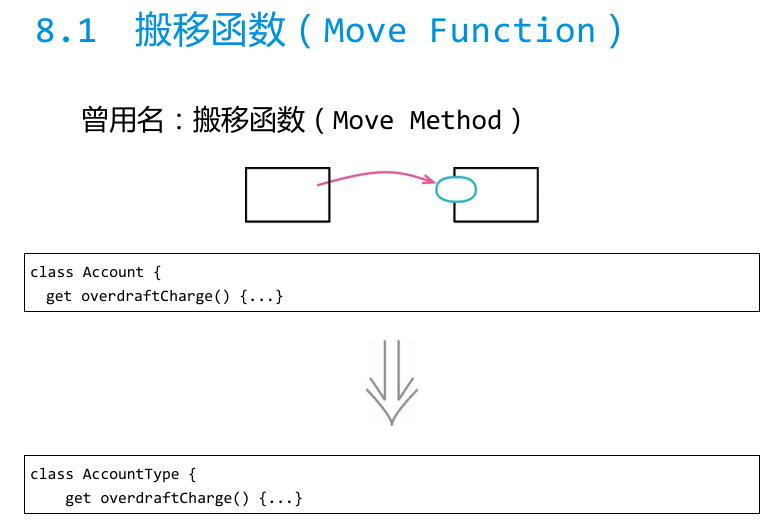 8.1 搬移函数（Move Function）
曾用名：搬移函数（Move Method）
class Account {
  get overdraftCharge() {...}
class AccountType {
    get overdraftCharge() {...}